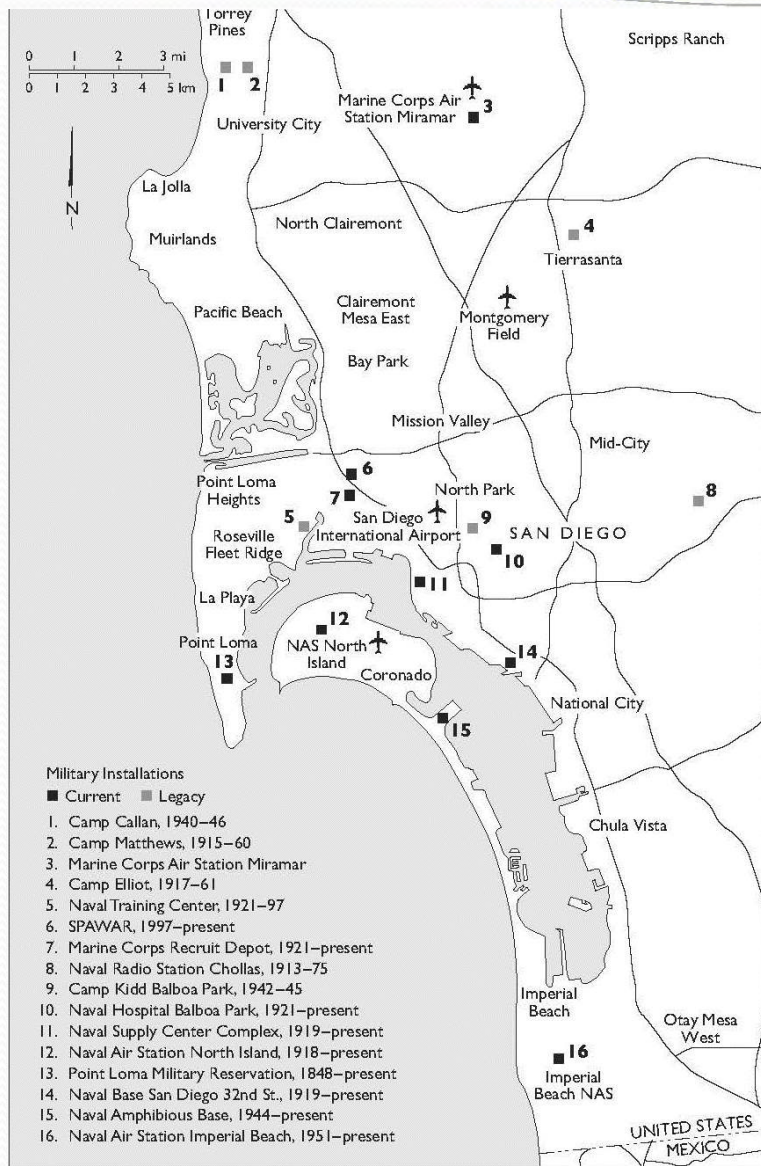 Torrey
Pines
Scripps Ranch
0 1 2 3 mi
0 1 2 3 4 5 km
1 2
Marine Corps Air
Station Miramar
3
University City
N
La Jolla
Muirlands
North Clairemont
4
Tierrasanta
Pacific Beach
Clairemont
Mesa East
Montgomery
Field
Bay Park
Mission Valley
Mid-City
Point Loma
Heights
6
7
North Park
8
5
San Diego
International Airport
9
SAN DIEGO
Roseville
Fleet Ridge
10
La Playa
11
12
Point Loma
13
NAS North
Island
Coronado
14
National City
15
Chula Vista
Imperial
Beach
Otay Mesa
West
16
Imperial
Beach NAS
UNITED STATES
MEXICO
Military Installations
Current Legacy
1. Camp Callan, 1940–46
2. Camp Matthews, 1915–60
3. Marine Corps Air Station Miramar
4. Camp Elliot, 1917–61
5. Naval Training Center, 1921–97
6. SPAWAR, 1997–present
7. Marine Corps Recruit Depot, 1921–present
8. Naval Radio Station Chollas, 1913–75
9. Camp Kidd Balboa Park, 1942–45
10. Naval Hospital Balboa Park, 1921–present
11. Naval Supply Center Complex, 1919–present
12. Naval Air Station North Island, 1918–present
13. Point Loma Military Reservation, 1848–present
14. Naval Base San Diego 32nd St., 1919–present
15. Naval Amphibious Base, 1944–present
16. Naval Air Station Imperial Beach, 1951–present